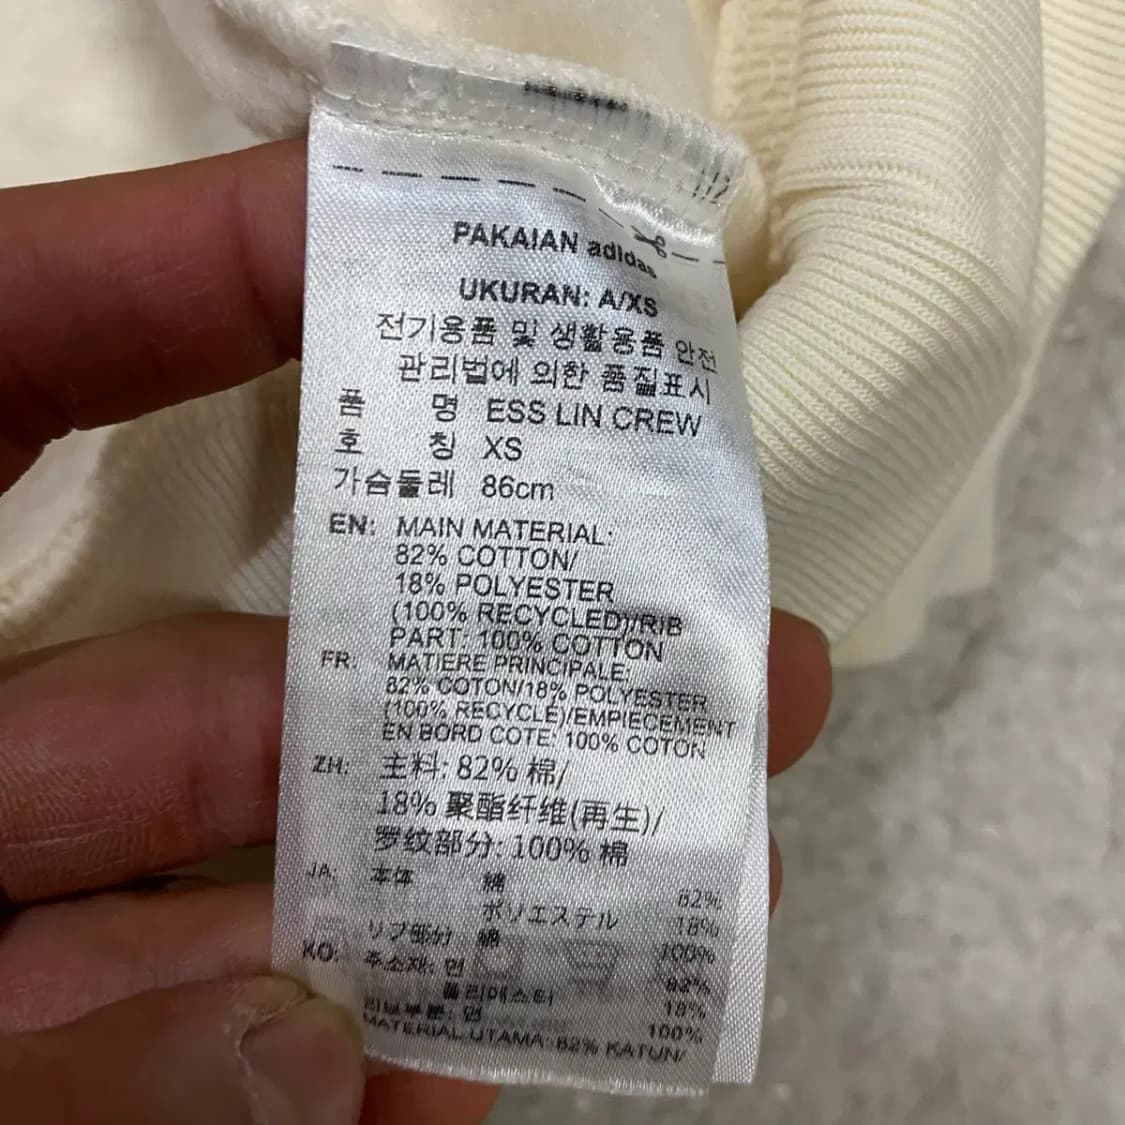 PAKAIAN adidas
UKURAN: A/XS
전기용품 및 생활용품 안전
관리법에 의한 품질표시
품 명 ESS LIN CREW
호 칭 XS
가슴둘레 86cm
EN: MAIN MATERIAL:
82% COTTON/
18% POLYESTER
(100% RECYCLED)/RIB
PART: 100% COTTON
FR: MATIERE PRINCIPALE:
82% COTON/18% POLYESTER
(100% RECYCLÉ)/EMPIECEMENT
EN BORD COTE: 100% COTON
ZH: 主料: 82% 棉/
18% 聚酯纤维(再生)/
罗纹部分: 100% 棉
JA: 本体 綿 82%
ポリエステル 18%
リブ部分 綿 100%
KO: 주소재: 면 82%
폴리에스터 18%
리브부분: 면 100%
MATERIAL UTAMA: 82% KATUN/